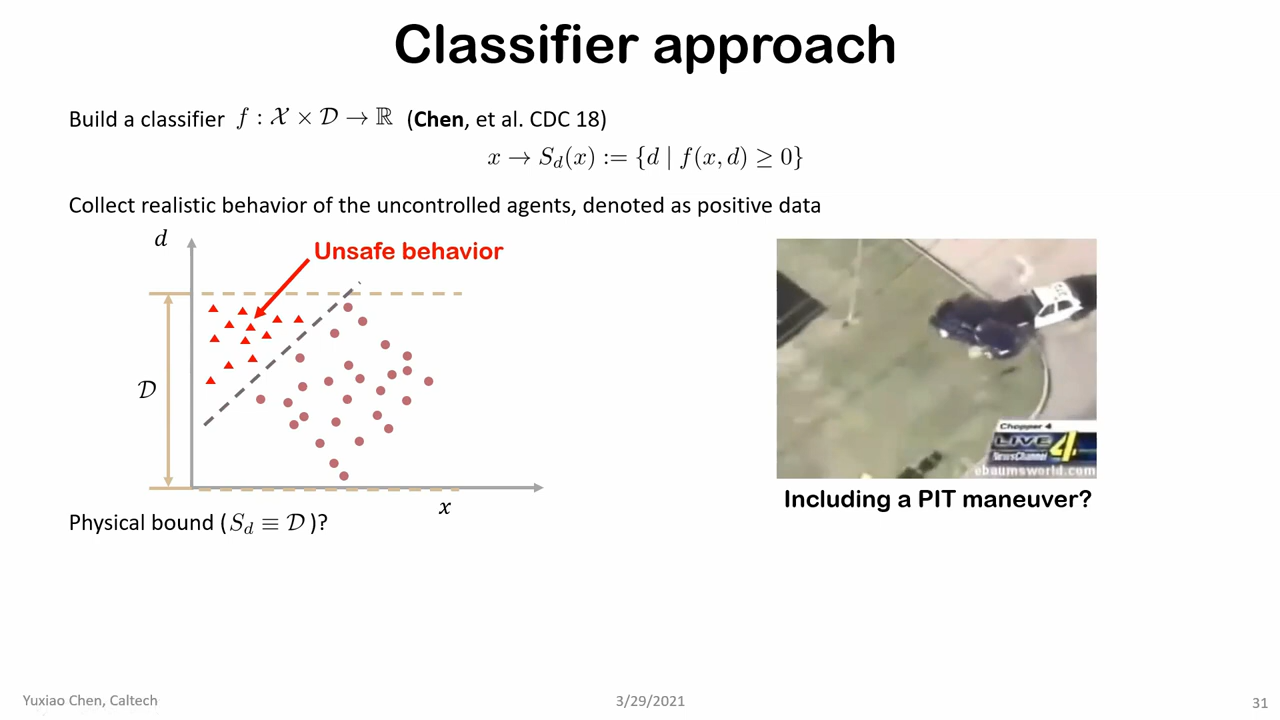 Classifier approach
Build a classifier f : 𝒳 × 𝒟 → ℝ (Chen, et al. CDC 18)
x → S_d(x) := {d | f(x, d) ≥ 0}
Collect realistic behavior of the uncontrolled agents, denoted as positive data
d
Unsafe behavior
𝒟
x
Physical bound (S_d ≡ 𝒟)?
Chopper 4
LIVE 4
NewsChannel
ebaumsworld.com
Including a PIT maneuver?
Yuxiao Chen, Caltech
3/29/2021
31